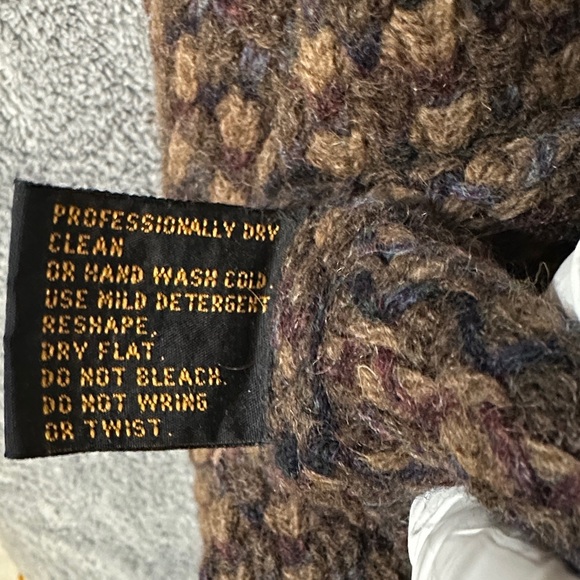 PROFESSIONALLY DRY
CLEAN
OR HAND WASH COLD.
USE MILD DETERGENT
RESHAPE,
DRY FLAT.
DO NOT BLEACH.
DO NOT WRING
OR TWIST.